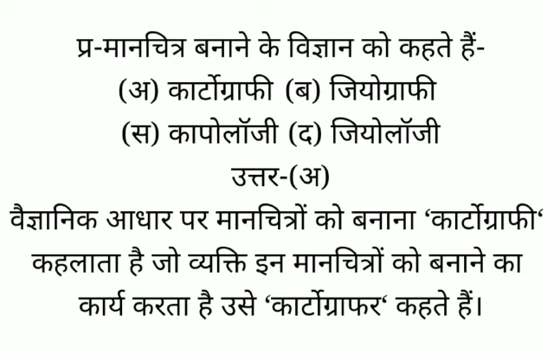 प्र-मानचित्र बनाने के विज्ञान को कहते हैं-
(अ) कार्टोग्राफी (ब) जियोग्राफी
(स) कापोलॉजी (द) जियोलॉजी
उत्तर-(अ)
वैज्ञानिक आधार पर मानचित्रों को बनाना ‘कार्टोग्राफी‘
कहलाता है जो व्यक्ति इन मानचित्रों को बनाने का
कार्य करता है उसे ‘कार्टोग्राफर‘ कहते हैं।